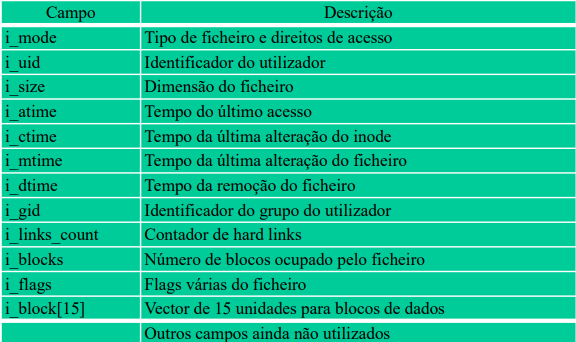 Campo Descrição
i_mode Tipo de ficheiro e direitos de acesso
i_uid Identificador do utilizador
i_size Dimensão do ficheiro
i_atime Tempo do último acesso
i_ctime Tempo da última alteração do inode
i_mtime Tempo da última alteração do ficheiro
i_dtime Tempo da remoção do ficheiro
i_gid Identificador do grupo do utilizador
i_links_count Contador de hard links
i_blocks Número de blocos ocupado pelo ficheiro
i_flags Flags várias do ficheiro
i_block[15] Vector de 15 unidades para blocos de dados
Outros campos ainda não utilizados